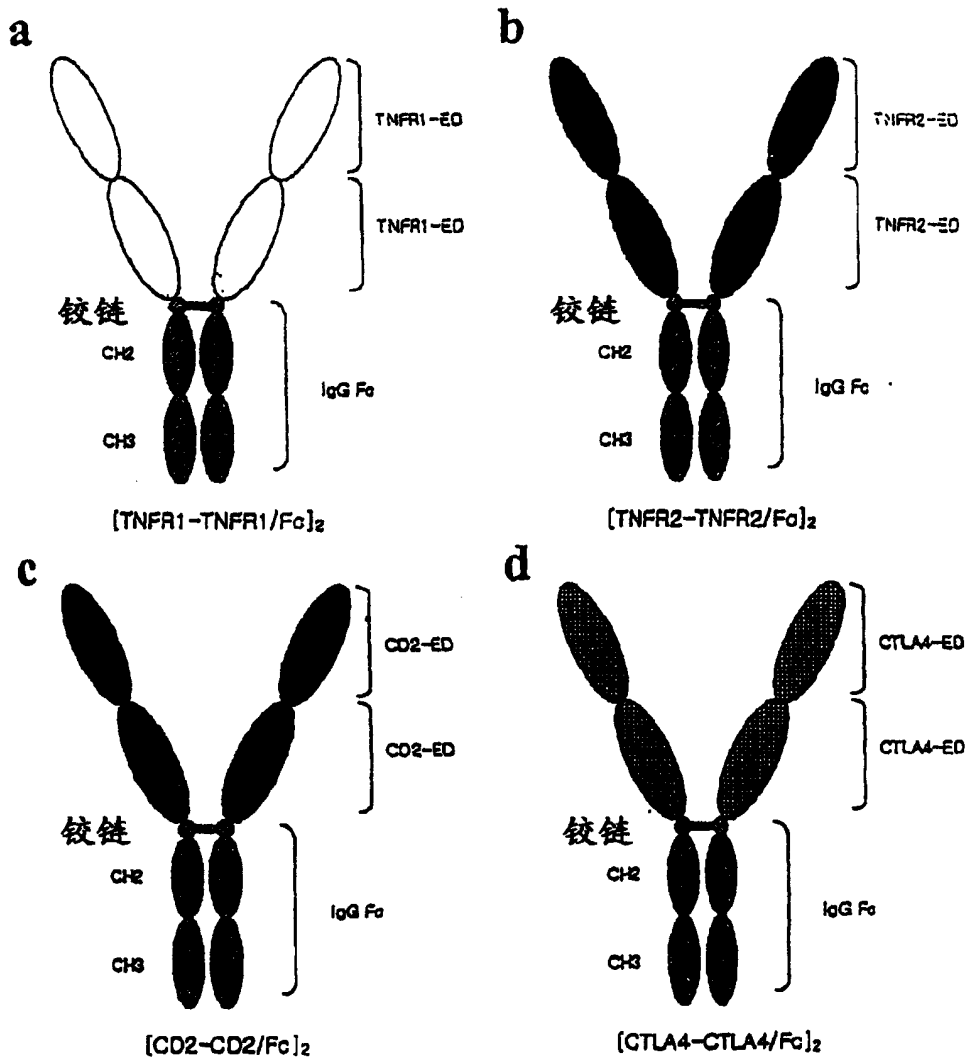 a
TNFR1-ED
TNFR1-ED
铰链
CH2
IgG Fc
CH3
[TNFR1-TNFR1/Fc]₂
b
TNFR2-ED
TNFR2-ED
铰链
CH2
IgG Fc
CH3
[TNFR2-TNFR2/Fc]₂
c
CD2-ED
CD2-ED
铰链
CH2
IgG Fc
CH3
[CD2-CD2/Fc]₂
d
CTLA4-ED
CTLA4-ED
铰链
CH2
IgG Fc
CH3
[CTLA4-CTLA4/Fc]₂